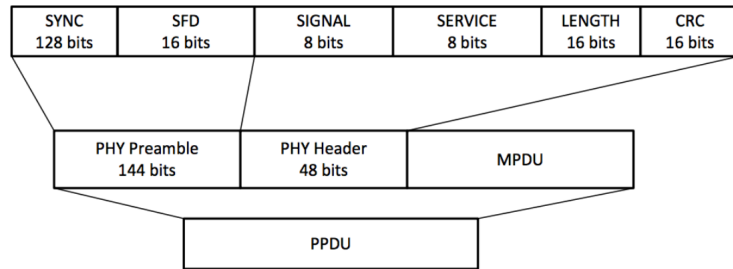 SYNC
128 bits
SFD
16 bits
SIGNAL
8 bits
SERVICE
8 bits
LENGTH
16 bits
CRC
16 bits
PHY Preamble
144 bits
PHY Header
48 bits
MPDU
PPDU